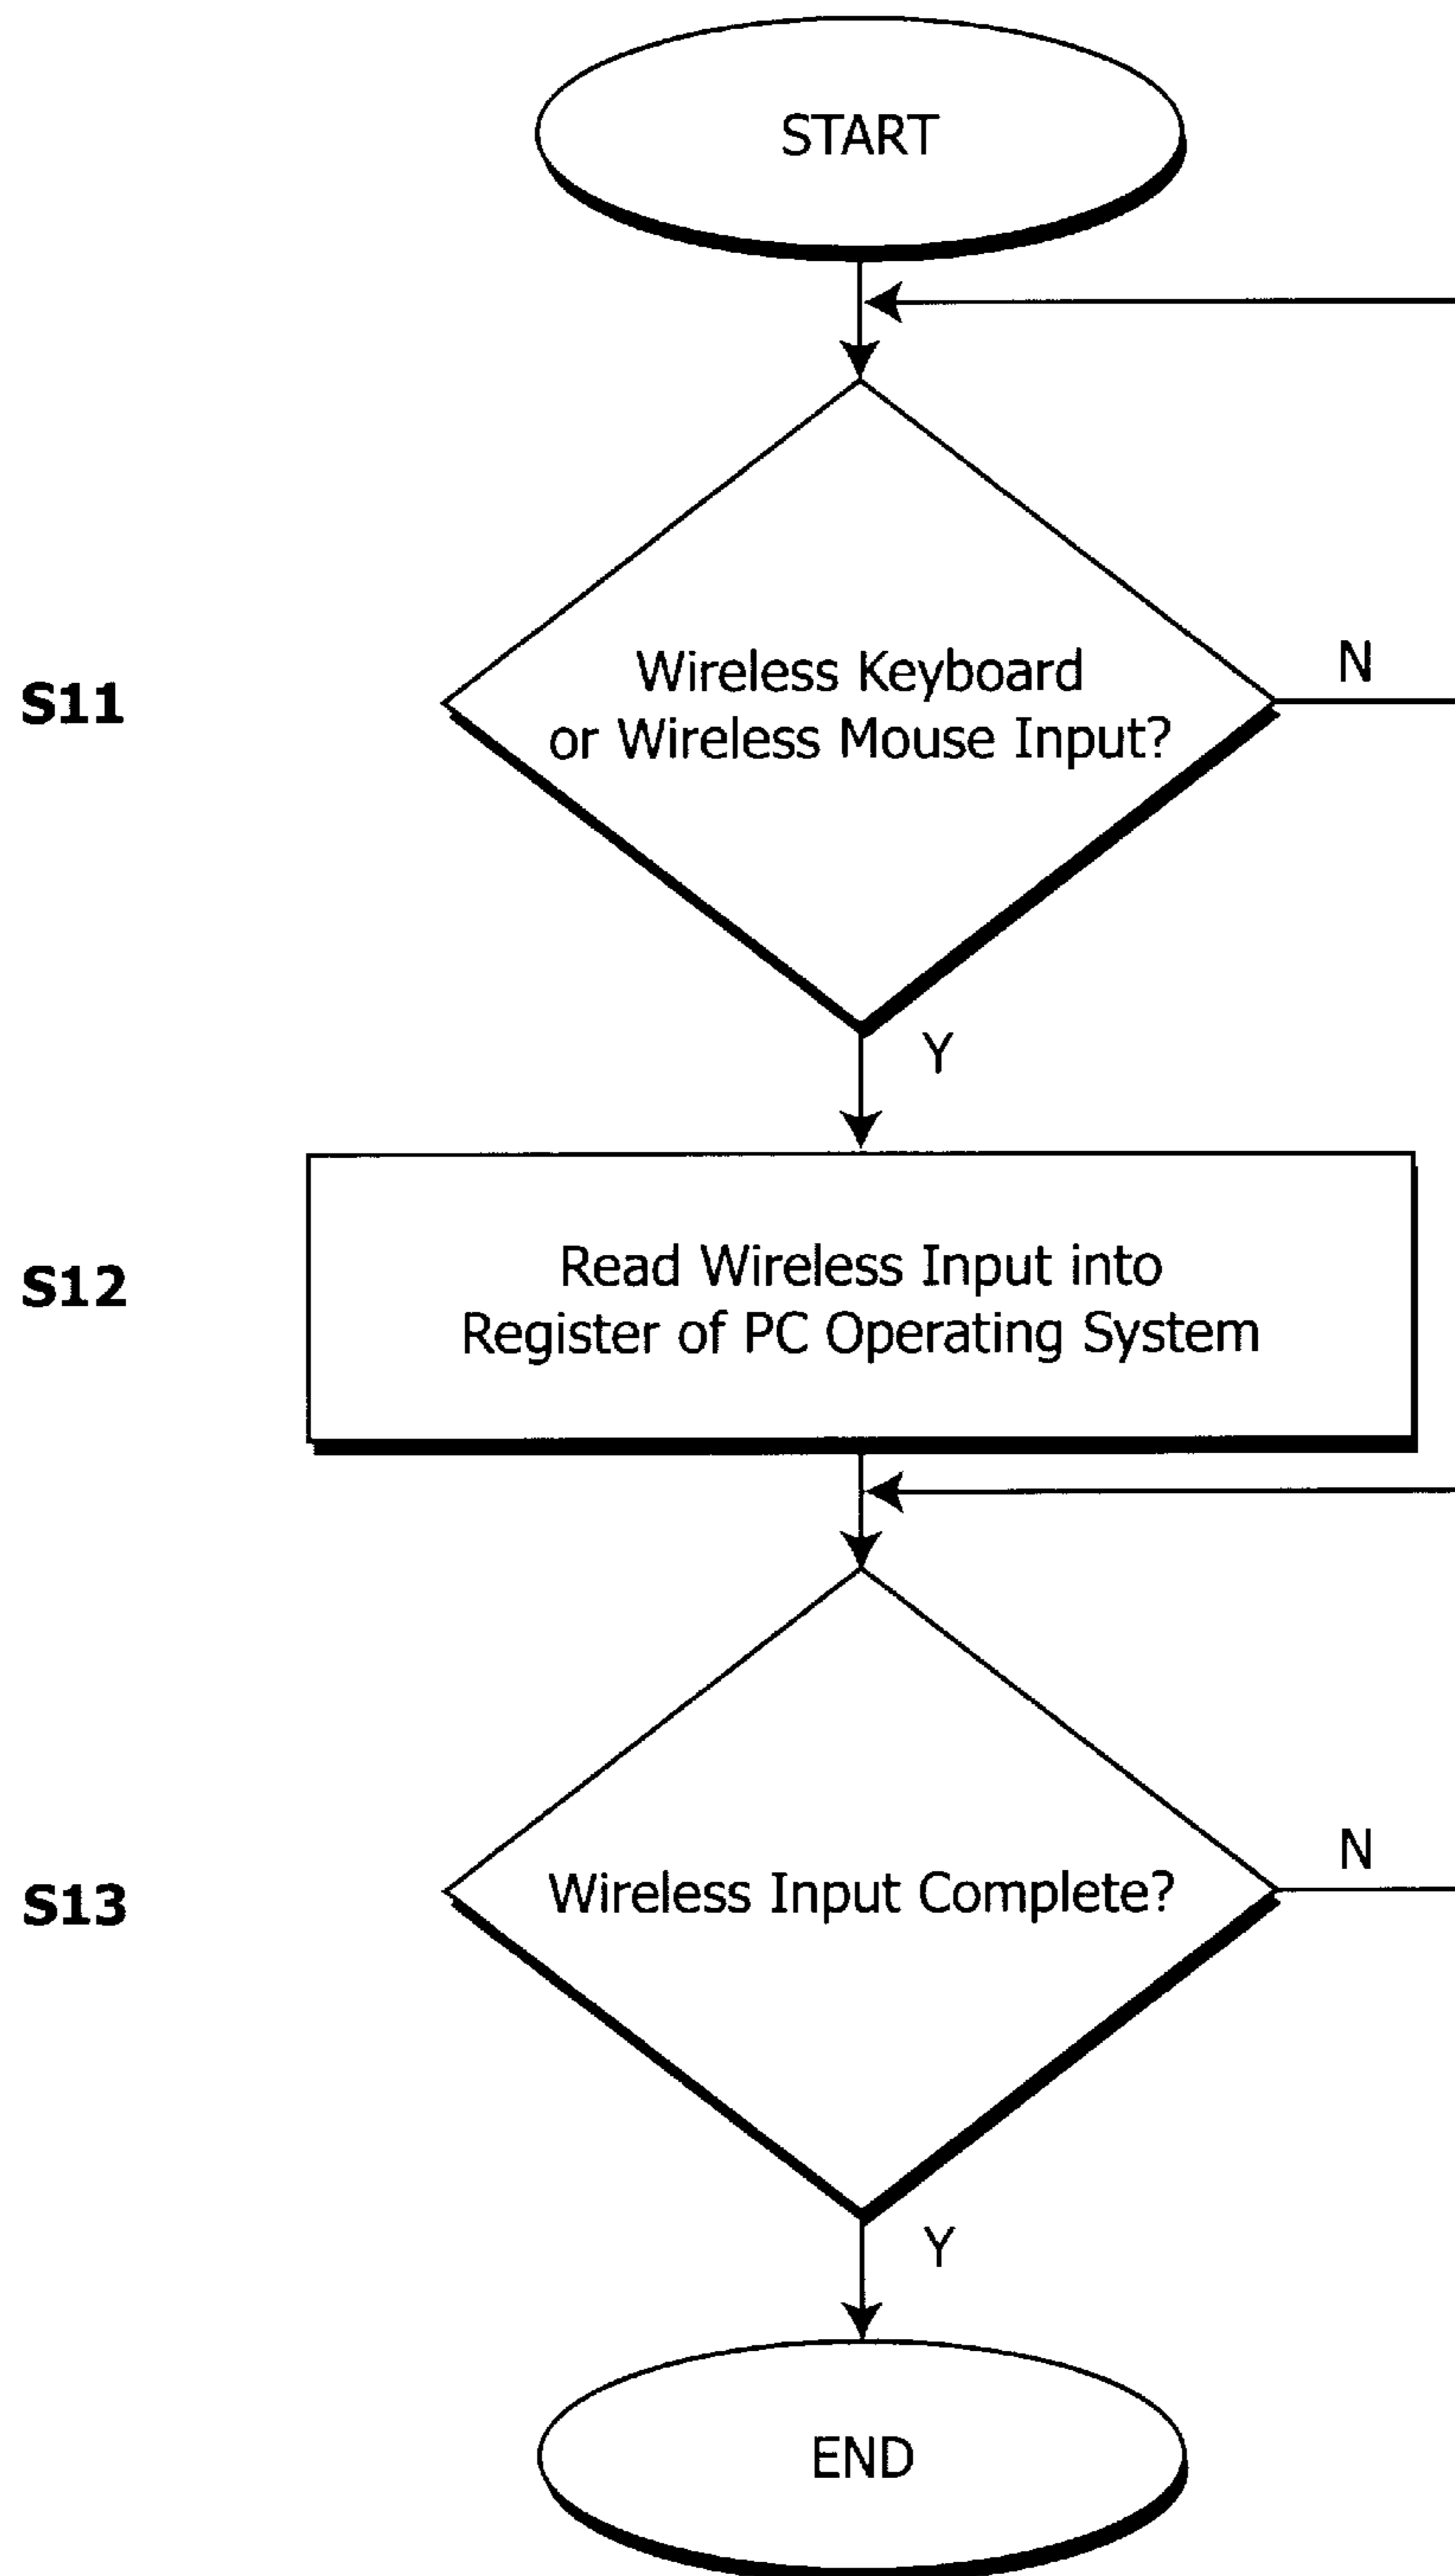 START
Wireless Keyboard
or Wireless Mouse Input?
N
S11
Y
Read Wireless Input into
Register of PC Operating System
S12
Wireless Input Complete?
N
S13
Y
END